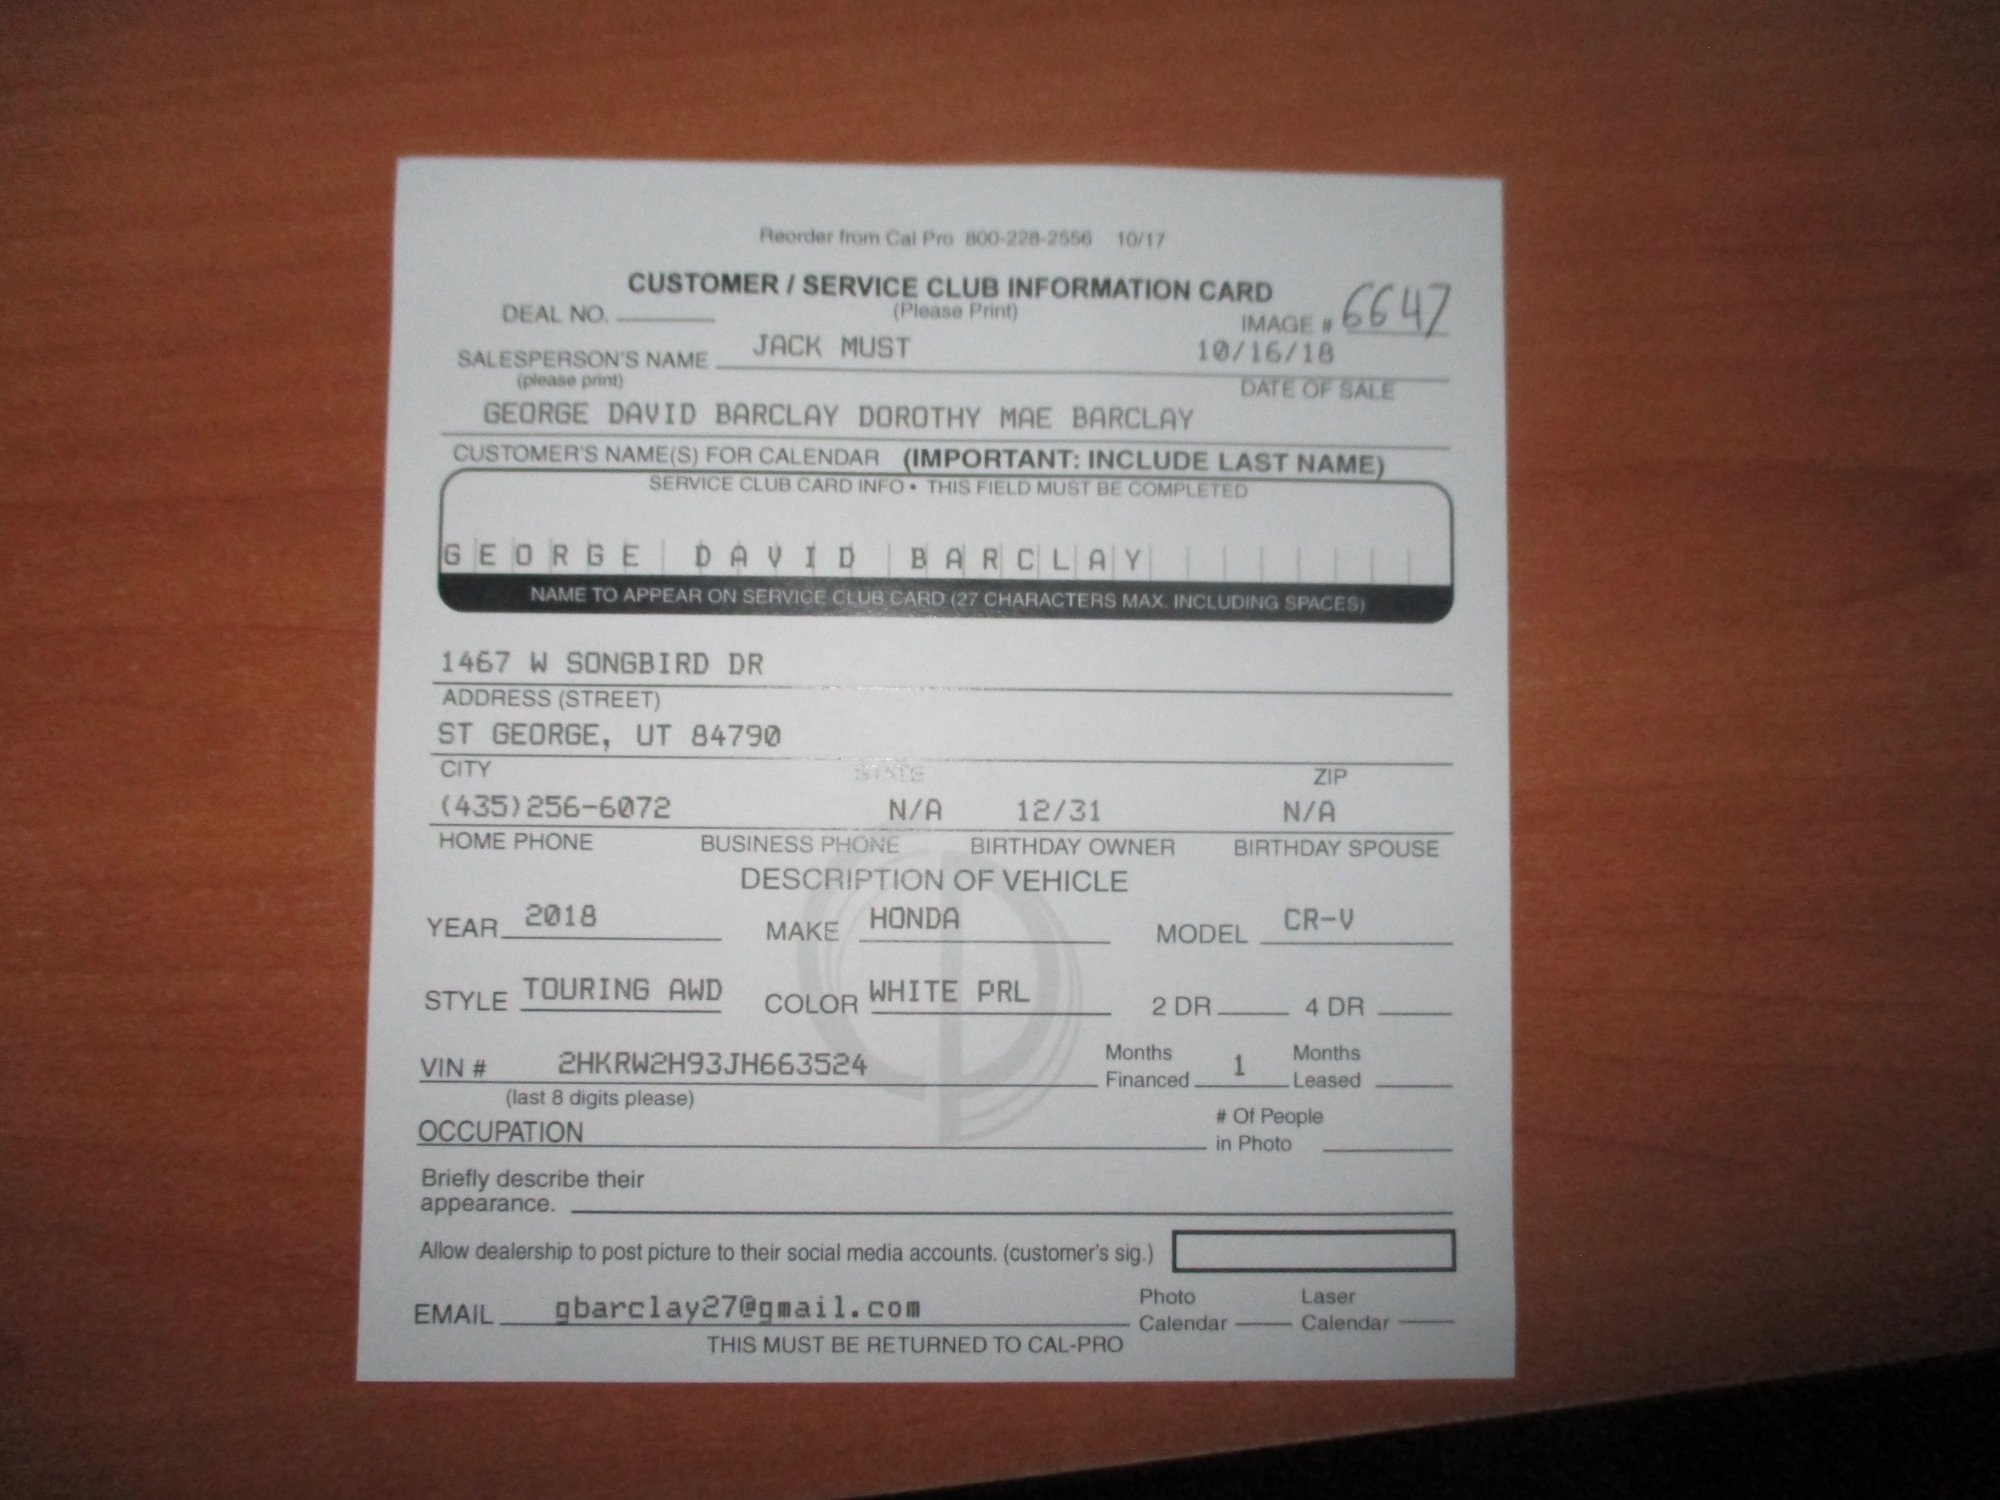 Reorder from Cal Pro 800-228-2556 10/17
CUSTOMER / SERVICE CLUB INFORMATION CARD
(Please Print)
DEAL NO.
IMAGE # 6647
SALESPERSON'S NAME JACK MUST 10/16/18
(please print) DATE OF SALE
GEORGE DAVID BARCLAY DOROTHY MAE BARCLAY
CUSTOMER'S NAME(S) FOR CALENDAR (IMPORTANT: INCLUDE LAST NAME)
SERVICE CLUB CARD INFO • THIS FIELD MUST BE COMPLETED
GEORGE DAVID BARCLAY
NAME TO APPEAR ON SERVICE CLUB CARD (27 CHARACTERS MAX. INCLUDING SPACES)
1467 W SONGBIRD DR
ADDRESS (STREET)
ST GEORGE, UT 84790
CITY STATE ZIP
(435)256-6072 N/A 12/31 N/A
HOME PHONE BUSINESS PHONE BIRTHDAY OWNER BIRTHDAY SPOUSE
DESCRIPTION OF VEHICLE
YEAR 2018 MAKE HONDA MODEL CR-V
STYLE TOURING AWD COLOR WHITE PRL 2 DR 4 DR
VIN # 2HKRW2H93JH663524 Months Financed 1 Months Leased
(last 8 digits please)
OCCUPATION # Of People in Photo
Briefly describe their
appearance.
Allow dealership to post picture to their social media accounts. (customer's sig.)
EMAIL gbarclay27@gmail.com Photo Calendar Laser Calendar
THIS MUST BE RETURNED TO CAL-PRO